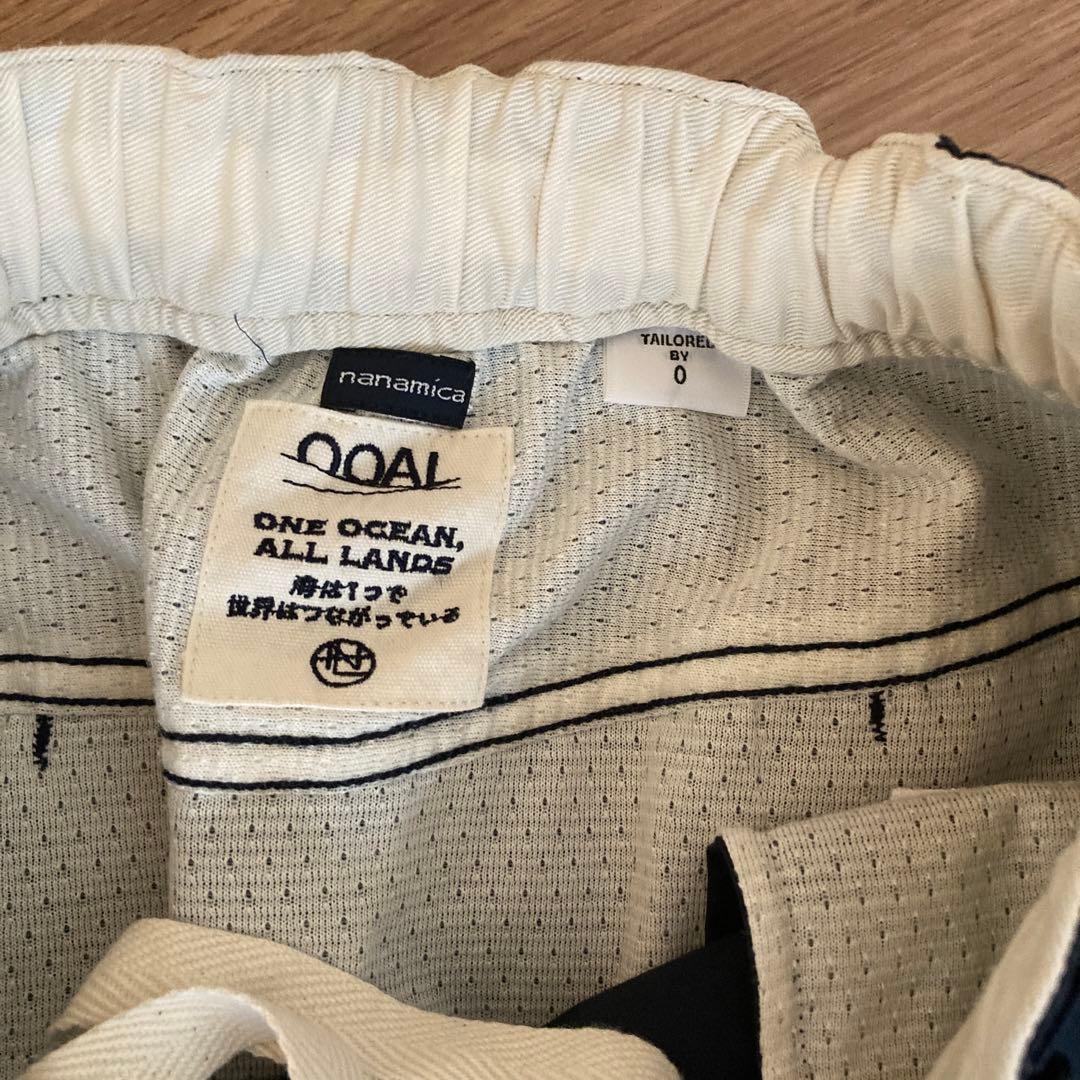 nanamica
TAILORED
BY
0
OOAL
ONE OCEAN,
ALL LANDS
海は1つで
世界はつながっている